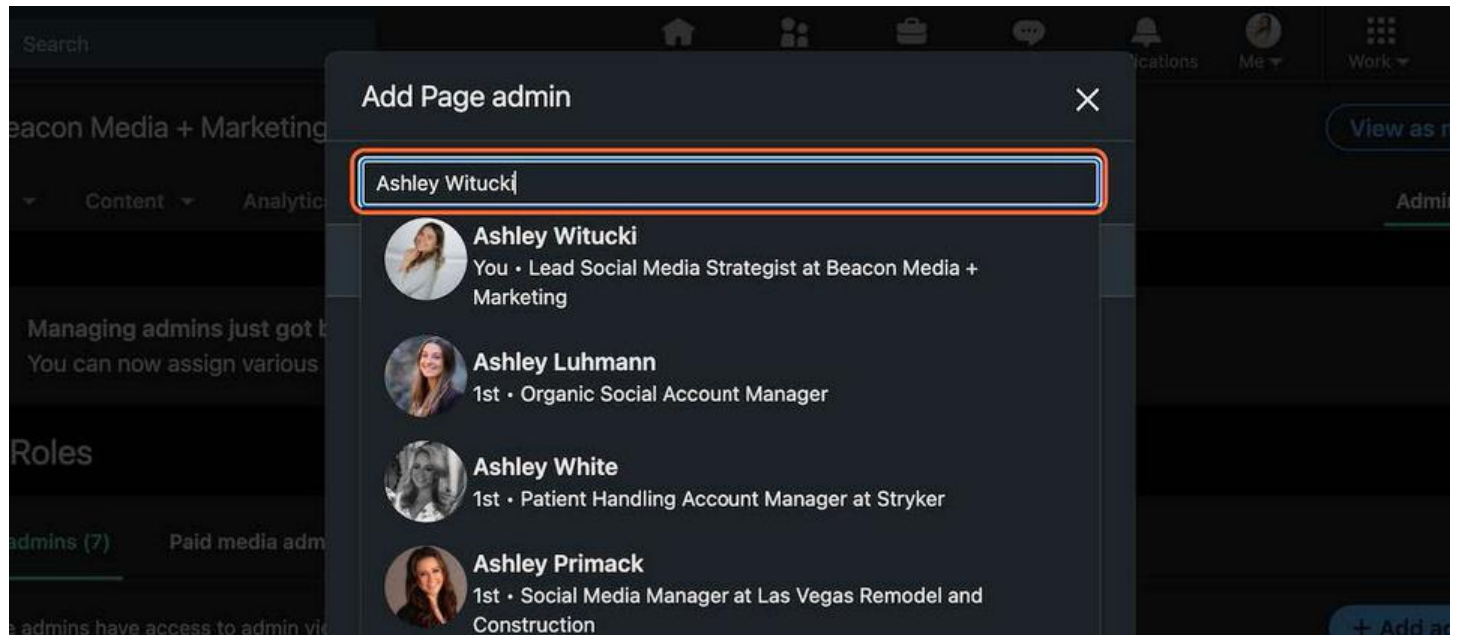 Search
ications
Me
Work
Add Page admin
eacon Media + Marketing
View as
Ashley Witucki
Content
Analytic
Admi
Ashley Witucki
You • Lead Social Media Strategist at Beacon Media +
Marketing
Managing admins just got
You can now assign various
Ashley Luhmann
1st • Organic Social Account Manager
Roles
Ashley White
1st • Patient Handling Account Manager at Stryker
admins (7)
Paid media adm
Ashley Primack
1st • Social Media Manager at Las Vegas Remodel and
Construction
admins have access to admin vi
+ Add a